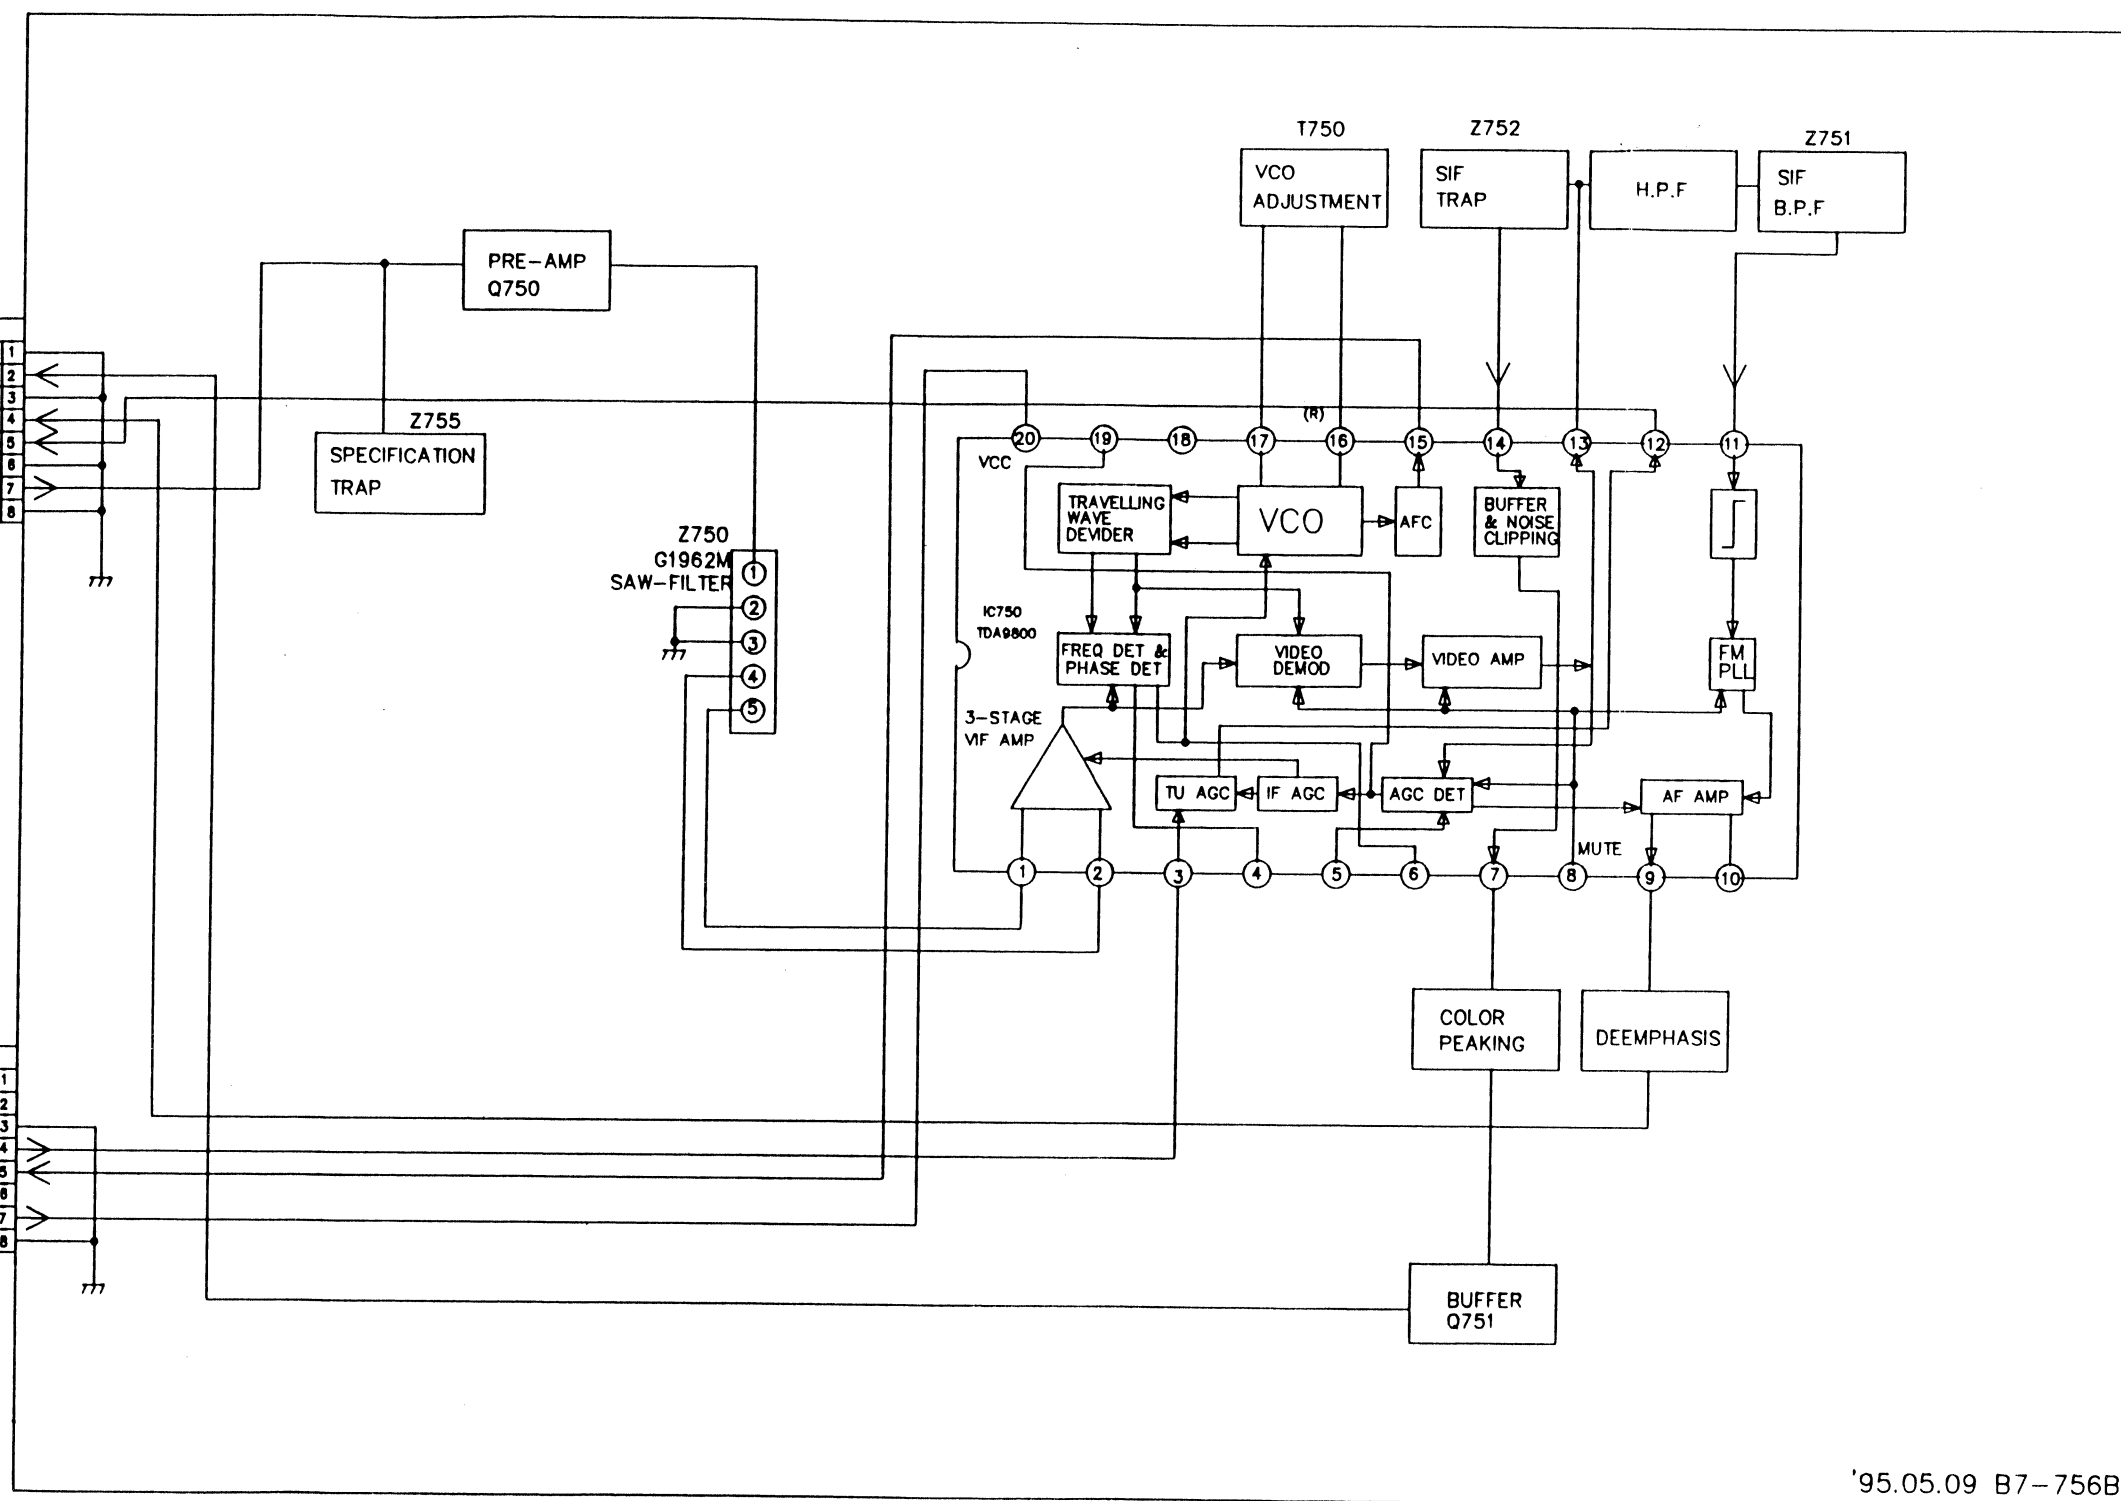 T750
Z752
Z751
VCO
ADJUSTMENT
SIF
TRAP
H.P.F
SIF
B.P.F
PRE-AMP
Q750
1
2
3
4
5
6
7
8
Z755
SPECIFICATION
TRAP
(R)
20
19
18
17
16
15
14
13
12
11
VCC
TRAVELLING
WAVE
DEVIDER
VCO
AFC
BUFFER
& NOISE
CLIPPING
Z750
G1962M
SAW-FILTER
1
2
3
4
5
IC750
TDA9800
FREQ DET &
PHASE DET
VIDEO
DEMOD
VIDEO AMP
FM
PLL
3-STAGE
VIF AMP
TU AGC
IF AGC
AGC DET
AF AMP
MUTE
1
2
3
4
5
6
7
8
9
10
COLOR
PEAKING
DEEMPHASIS
1
2
3
4
5
6
7
8
BUFFER
Q751
'95.05.09 B7-756B